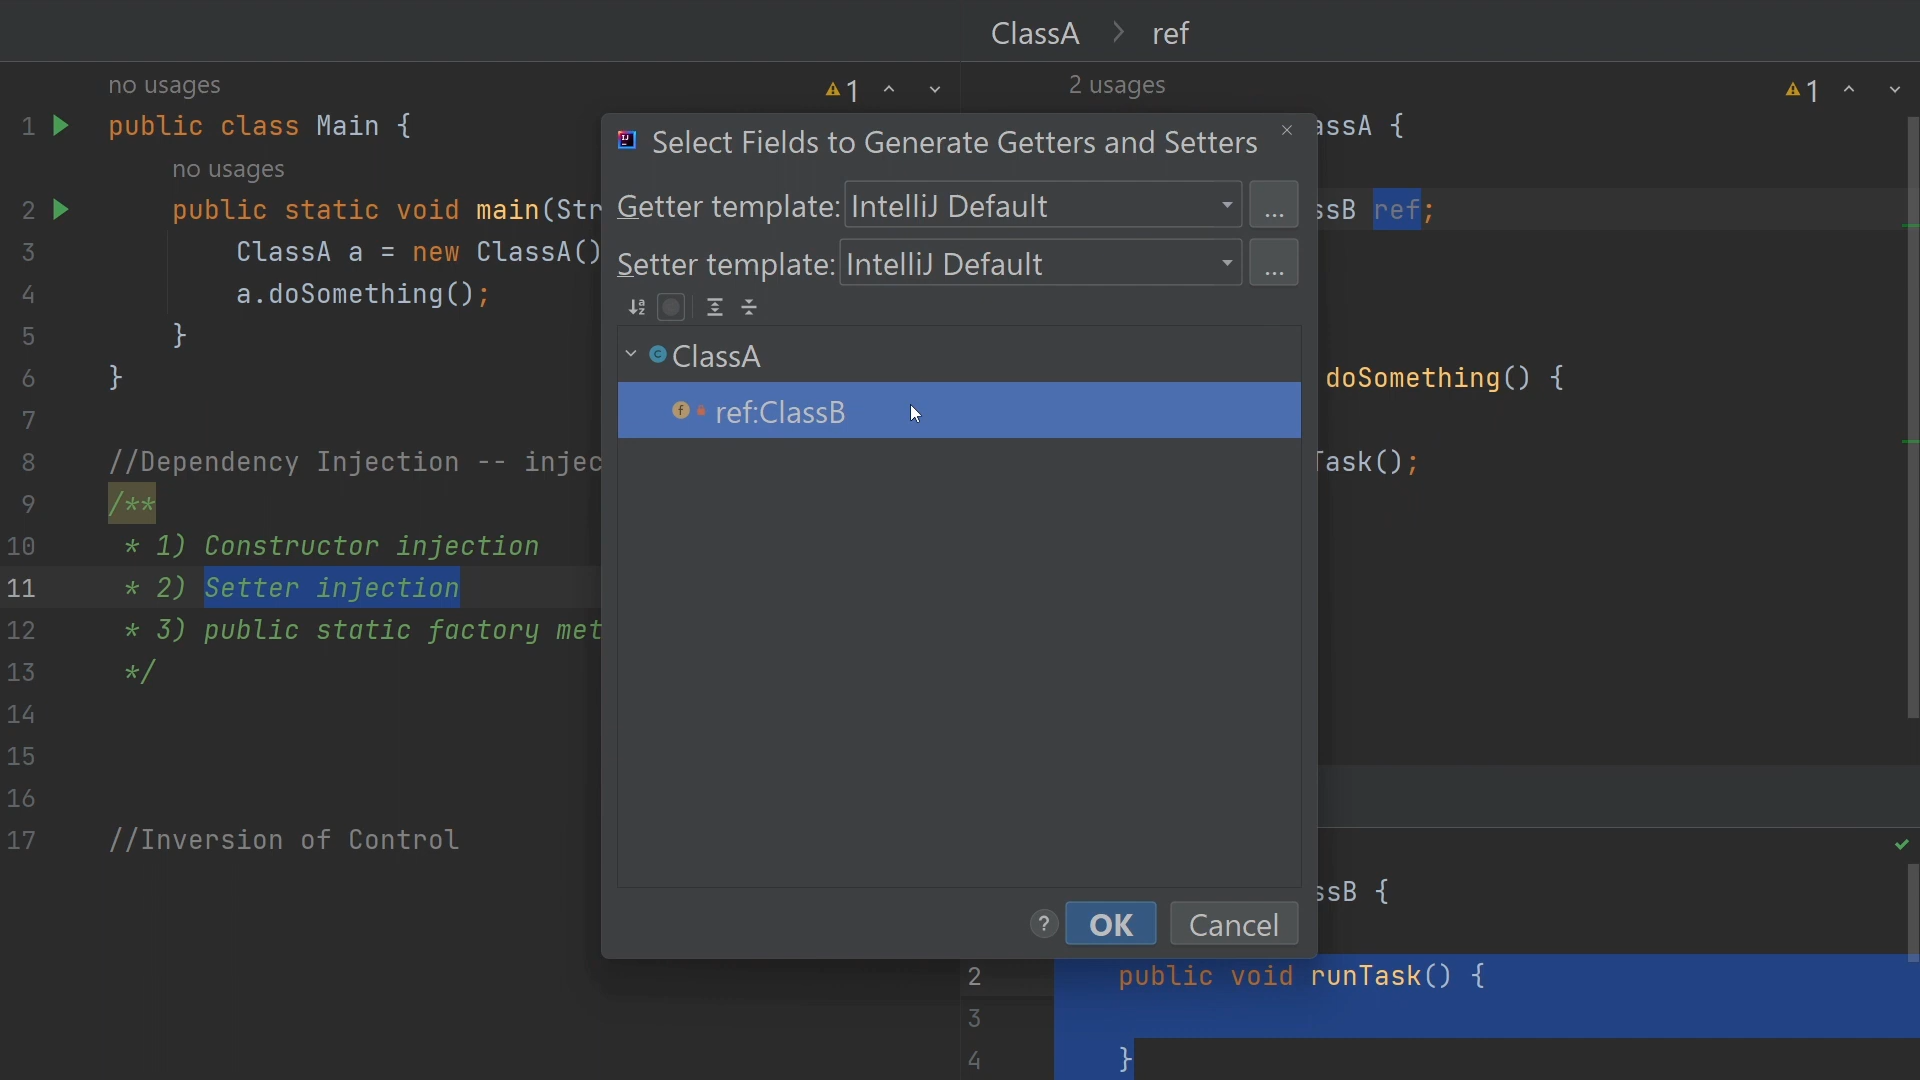 ClassA > ref
no usages
1
2 usages
1
1 public class Main {
no usages
2 public static void main(Str
3 ClassA a = new ClassA()
4 a.doSomething();
5 }
6 }
7
8 //Dependency Injection -- injec
9 /**
10 * 1) Constructor injection
11 * 2) Setter injection
12 * 3) public static factory met
13 */
14
15
16
17 //Inversion of Control
Select Fields to Generate Getters and Setters
Getter template: IntelliJ Default ...
Setter template: IntelliJ Default ...
ClassA
ref:ClassB
? OK Cancel
assA {
ssB ref;
doSomething() {
Task();
ssB {
2 public void runTask() {
3
4 }